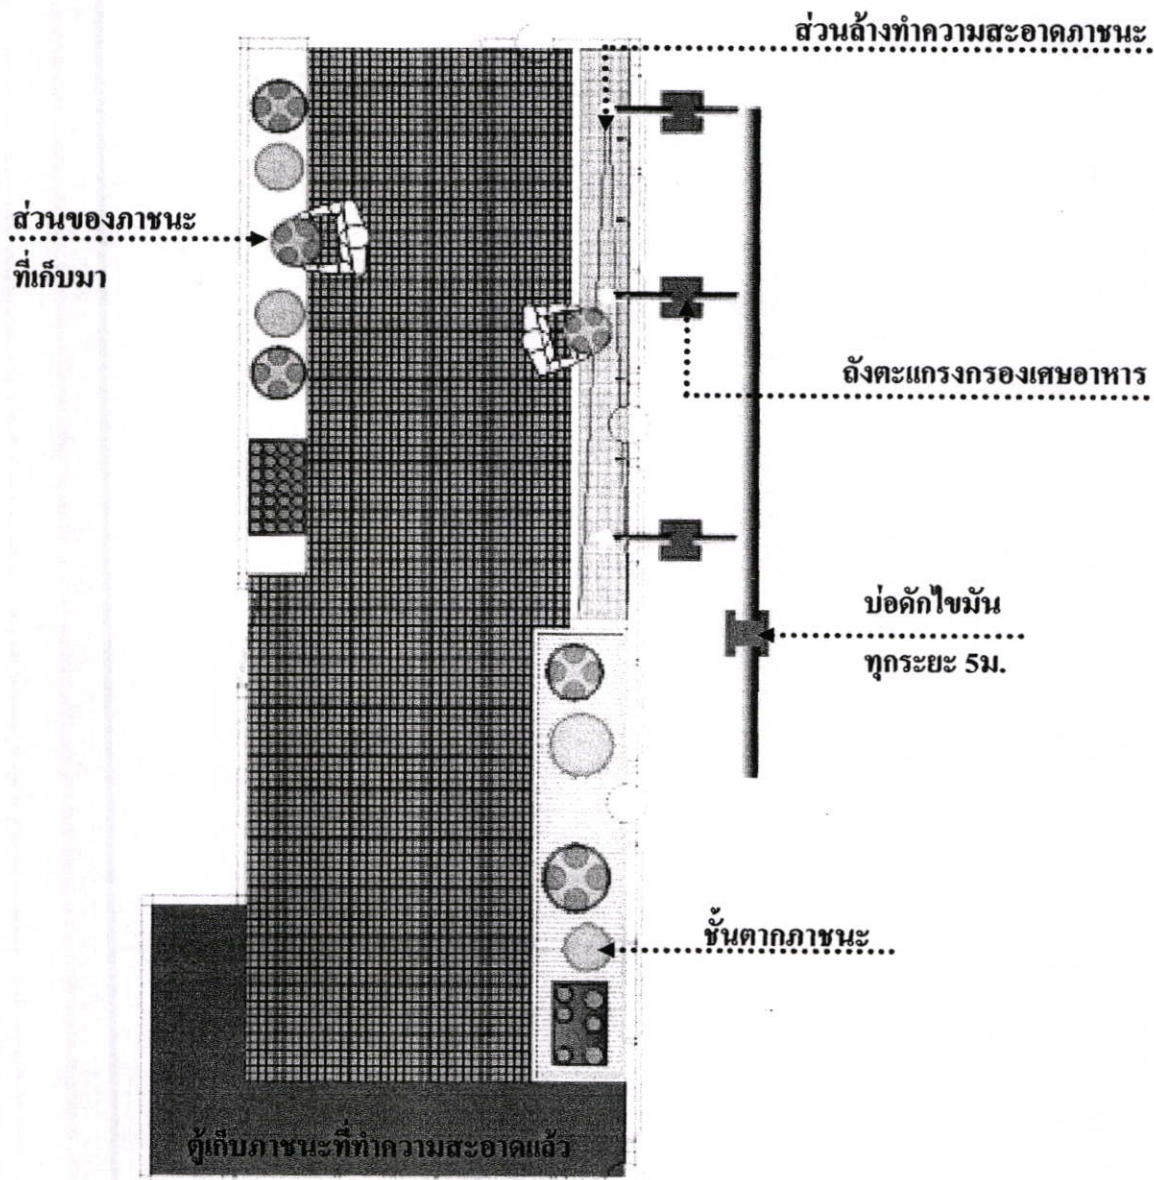 ส่วนล้างทำความสะอาดภาชนะ
ส่วนของภาชนะ
ที่เก็บมา
ถังตะแกรงกรองเศษอาหาร
บ่อดักไขมัน
ทุกระยะ 5ม.
ชั้นตากภาชนะ
ตู้เก็บภาชนะที่ทำความสะอาดแล้ว